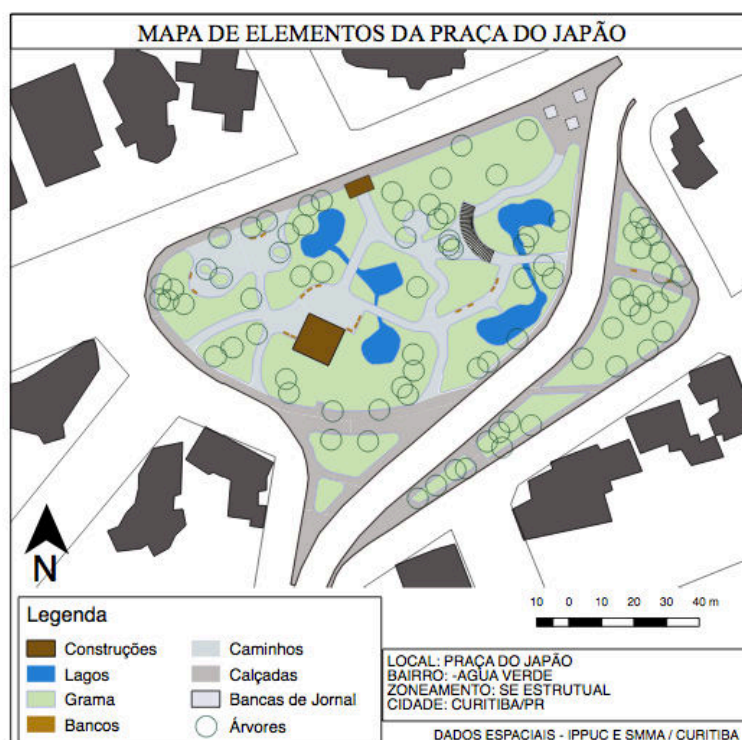 MAPA DE ELEMENTOS DA PRAÇA DO JAPÃO
N
10 0 10 20 30 40 m
Legenda
Construções
Lagos
Grama
Bancos
Caminhos
Calçadas
Bancas de Jornal
Árvores
LOCAL: PRAÇA DO JAPÃO
BAIRRO: -AGUA VERDE
ZONEAMENTO: SE ESTRUTUAL
CIDADE: CURITIBA/PR
DADOS ESPACIAIS - IPPUC E SMMA / CURITIBA